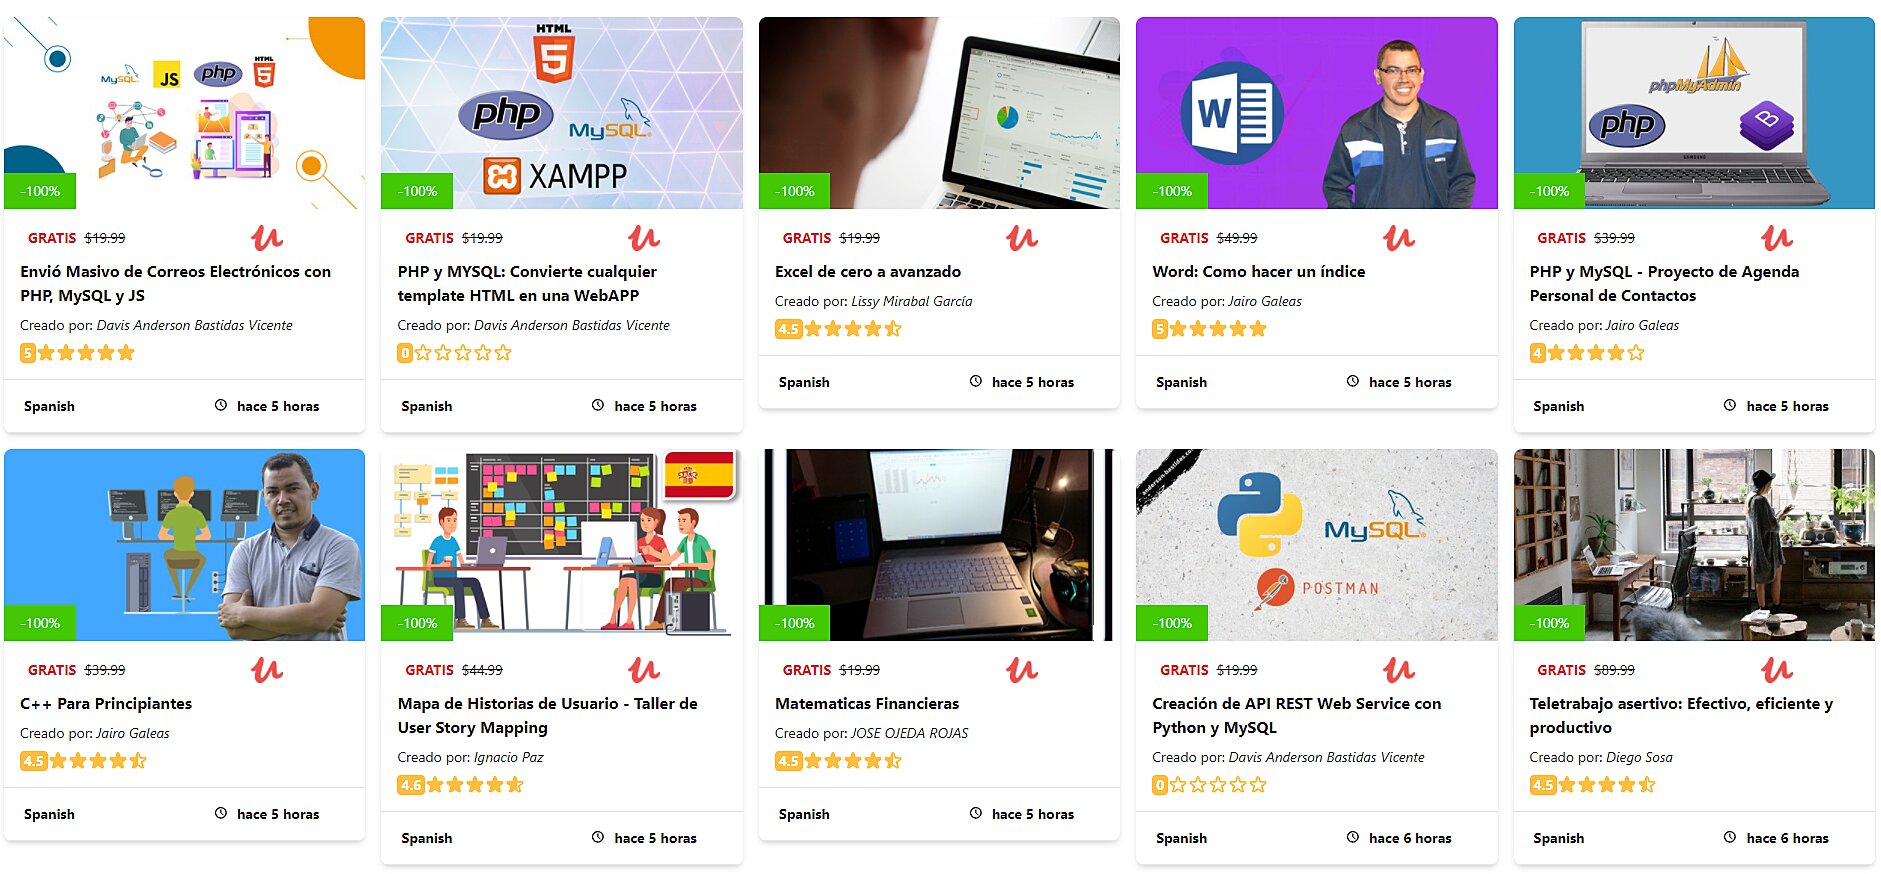 MySQL
JS
php
HTML
5
-100%
GRATIS $19.99
Envió Masivo de Correos Electrónicos con
PHP, MySQL y JS
Creado por: Davis Anderson Bastidas Vicente
5
Spanish
hace 5 horas
HTML
5
php
MySQL
XAMPP
-100%
GRATIS $19.99
PHP y MYSQL: Convierte cualquier
template HTML en una WebAPP
Creado por: Davis Anderson Bastidas Vicente
0
Spanish
hace 5 horas
-100%
GRATIS $19.99
Excel de cero a avanzado
Creado por: Lissy Mirabal García
4.5
Spanish
hace 5 horas
W
-100%
GRATIS $49.99
Word: Como hacer un índice
Creado por: Jairo Galeas
5
Spanish
hace 5 horas
phpMyAdmin
php
B
SAMSUNG
-100%
GRATIS $39.99
PHP y MySQL - Proyecto de Agenda
Personal de Contactos
Creado por: Jairo Galeas
4
Spanish
hace 5 horas
-100%
GRATIS $39.99
C++ Para Principiantes
Creado por: Jairo Galeas
4.5
Spanish
hace 5 horas
-100%
GRATIS $44.99
Mapa de Historias de Usuario - Taller de
User Story Mapping
Creado por: Ignacio Paz
4.6
Spanish
hace 5 horas
-100%
GRATIS $19.99
Matematicas Financieras
Creado por: JOSE OJEDA ROJAS
4.5
Spanish
hace 5 horas
anderson-bastidas.com
MySQL
POSTMAN
-100%
GRATIS $19.99
Creación de API REST Web Service con
Python y MySQL
Creado por: Davis Anderson Bastidas Vicente
0
Spanish
hace 6 horas
-100%
GRATIS $89.99
Teletrabajo asertivo: Efectivo, eficiente y
productivo
Creado por: Diego Sosa
4.5
Spanish
hace 6 horas